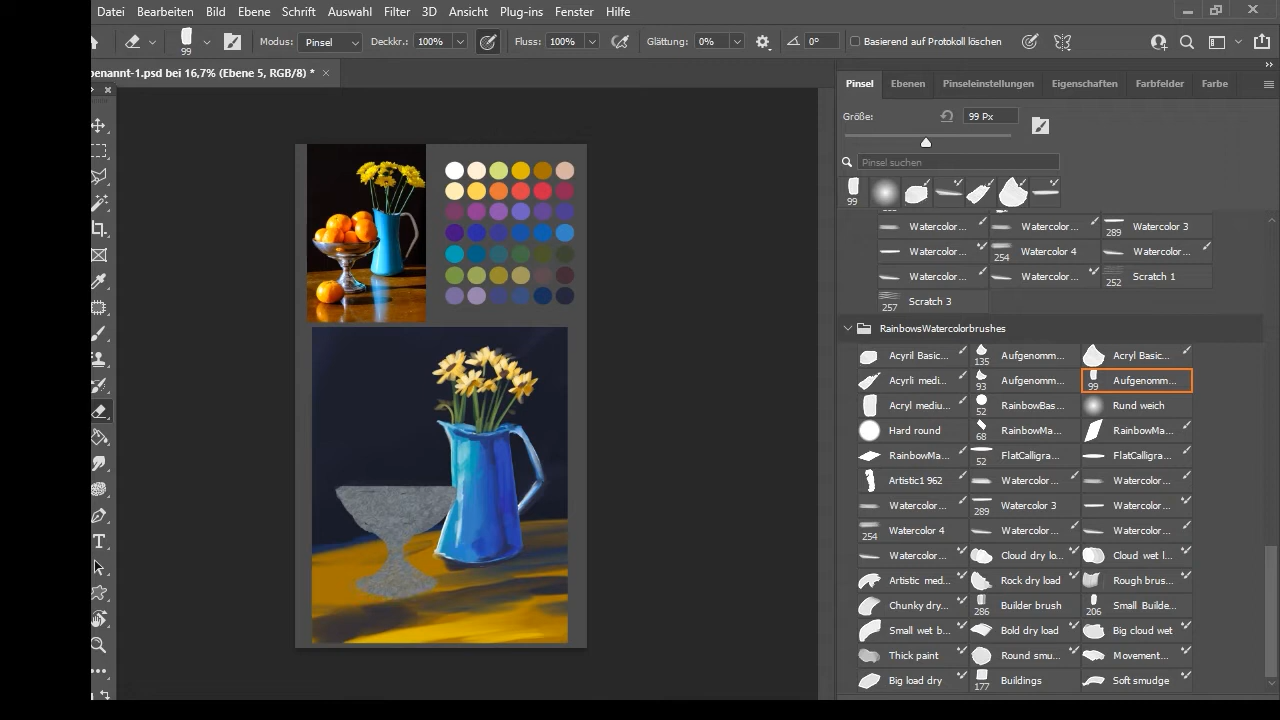 Datei Bearbeiten Bild Ebene Schrift Auswahl Filter 3D Ansicht Plug-ins Fenster Hilfe
99 Modus: Pinsel Deckkr.: 100% Fluss: 100% Glättung: 0% 0° Basierend auf Protokoll löschen
benannt-1.psd bei 16,7% (Ebene 5, RGB/8) *
Pinsel Ebenen Pinseleinstellungen Eigenschaften Farbfelder Farbe
Größe: 99 Px
Pinsel suchen
99
Watercolor... Watercolor... 289 Watercolor 3
Watercolor... 254 Watercolor 4 Watercolor...
Watercolor... Watercolor... 252 Scratch 1
257 Scratch 3
RainbowsWatercolorbrushes
Acyril Basic... 135 Aufgenomm... Acryl Basic...
Acyrli medi... 93 Aufgenomm... 99 Aufgenomm...
Acryl mediu... 52 RainbowBas... Rund weich
Hard round 68 RainbowMa... RainbowMa...
RainbowMa... 52 FlatCalligra... FlatCalligra...
Artistic1 962 Watercolor... Watercolor...
Watercolor... 289 Watercolor 3 Watercolor...
254 Watercolor 4 Watercolor... Watercolor...
Watercolor... Cloud dry lo... Cloud wet l...
Artistic med... Rock dry load Rough brus...
Chunky dry... 286 Builder brush 206 Small Builde...
Small wet b... Bold dry load Big cloud wet
Thick paint Round smu... Movement...
Big load dry 177 Buildings Soft smudge